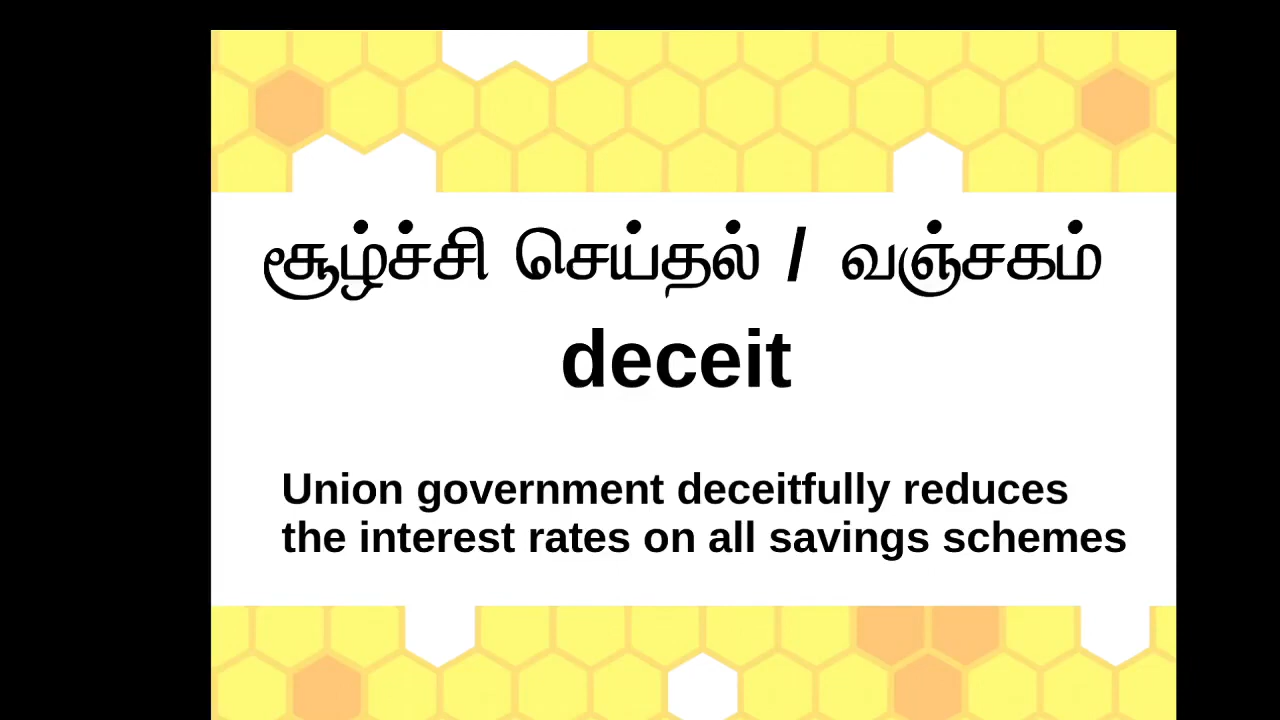 சூழ்ச்சி செய்தல் / வஞ்சகம்
deceit
Union government deceitfully reduces
the interest rates on all savings schemes